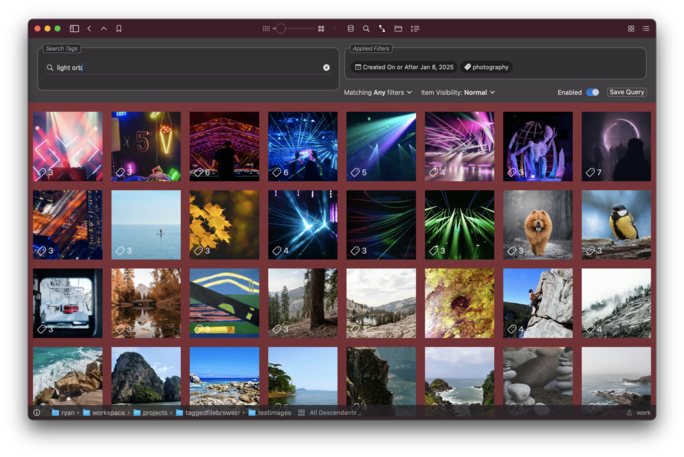 Search Tags
light orb
Applied Filters
Created On or After Jan 8, 2025
photography
Matching Any filters
Item Visibility: Normal
Enabled
Save Query
3
3
6
6
5
4
3
7
3
3
3
4
3
3
3
3
3
3
3
3
3
3
4
4
ryan
workspace
projects
taggedfilebrowser
testimages
All Descendants
work